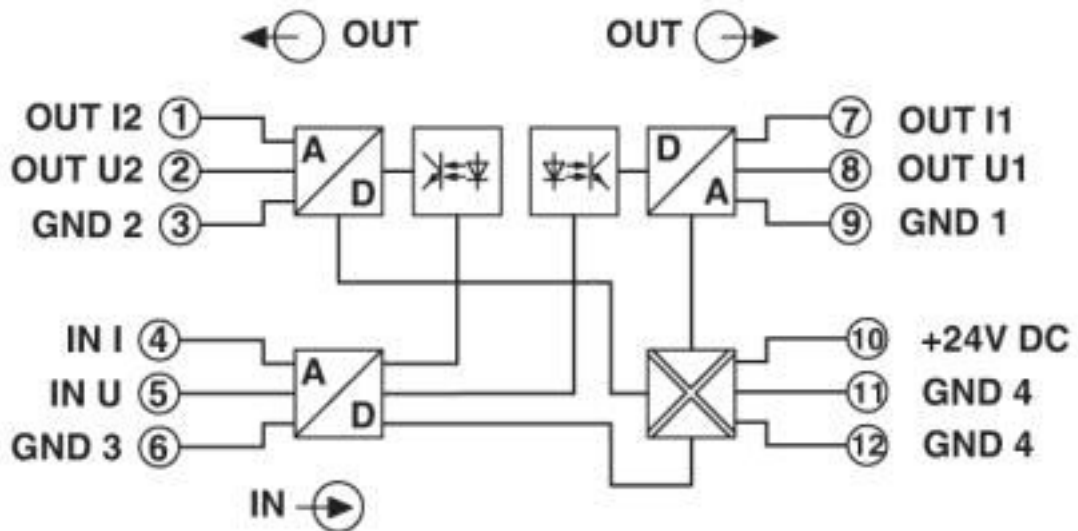 OUT OUT
OUT I2 1 A D 7 OUT I1
OUT U2 2 8 OUT U1
GND 2 3 D A 9 GND 1
IN I 4 A 10 +24V DC
IN U 5 11 GND 4
GND 3 6 D 12 GND 4
IN